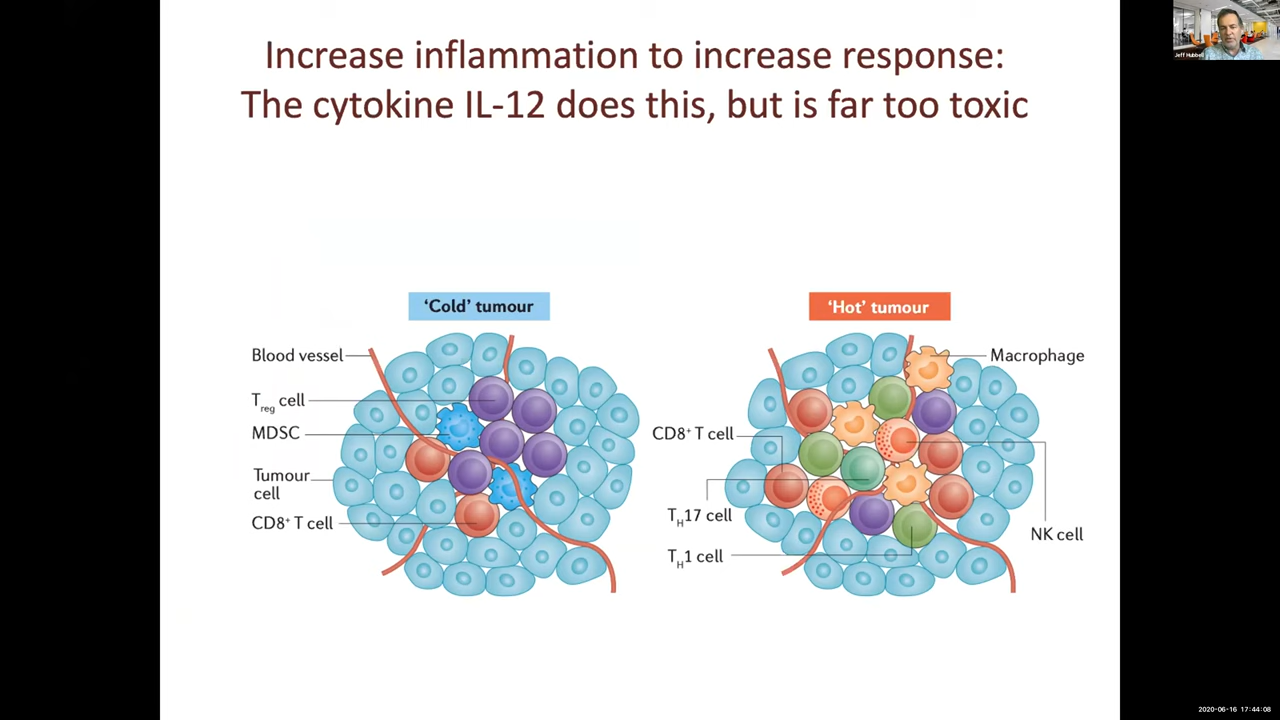 Increase inflammation to increase response:
The cytokine IL-12 does this, but is far too toxic
Jeff Hubbell
‘Cold’ tumour
Blood vessel
Treg cell
MDSC
Tumour
cell
CD8+ T cell
‘Hot’ tumour
Macrophage
CD8+ T cell
TH17 cell
TH1 cell
NK cell
2020-06-16 17:44:08